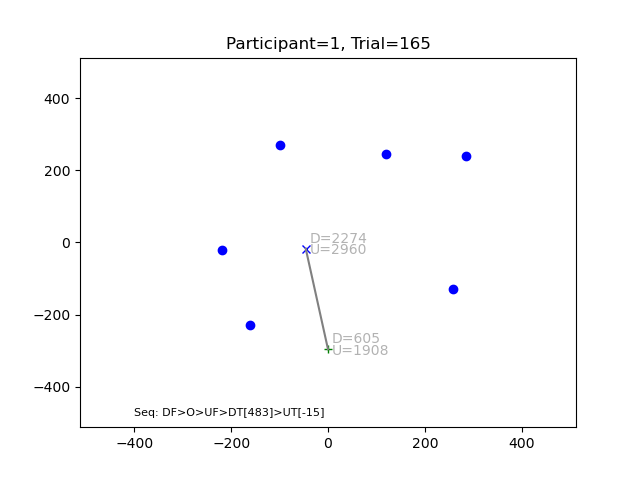 Participant=1, Trial=165
400
200
0
−200
−400
D=2274
U=2960
D=605
U=1908
Seq: DF>O>UF>DT[483]>UT[-15]
−400
−200
0
200
400